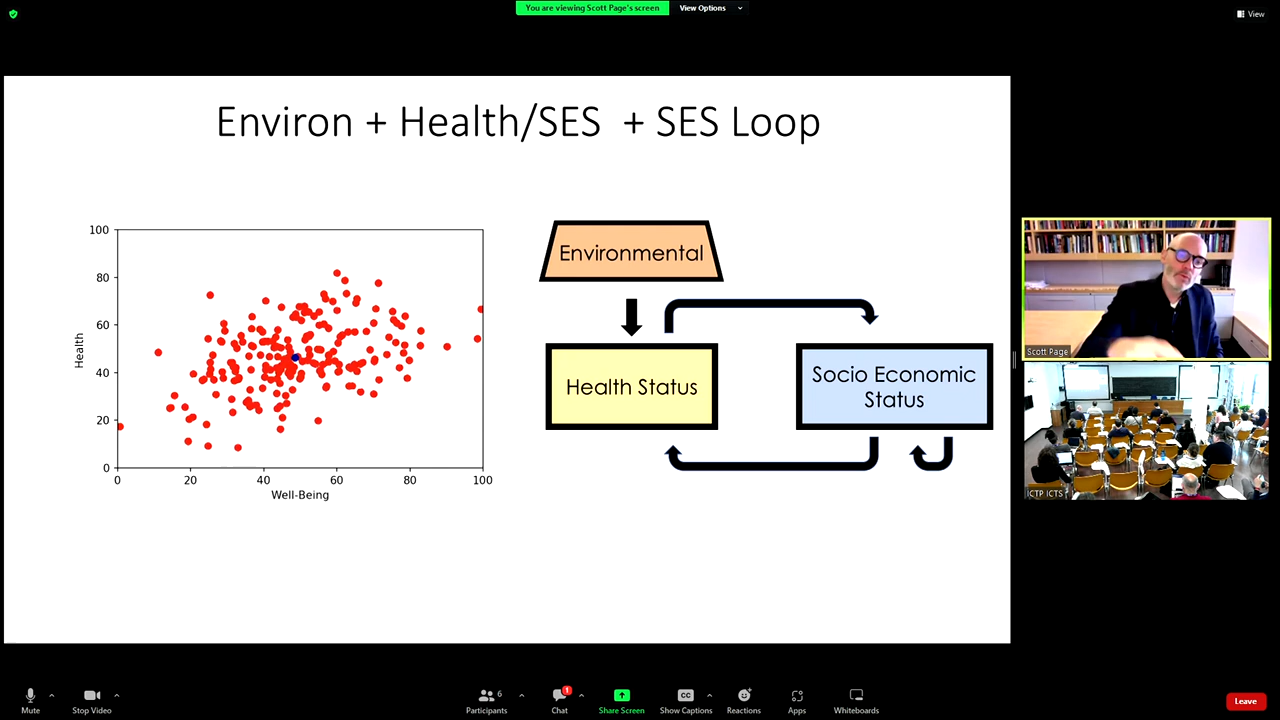 You are viewing Scott Page's screen
View Options
View
Environ + Health/SES + SES Loop
100
80
60
40
20
0
Health
0 20 40 60 80 100
Well-Being
Environmental
Health Status
Socio Economic
Status
Scott Page
ICTP ICTS
Mute
Stop Video
Participants
6
Chat
1
Share Screen
CC
Show Captions
Reactions
Apps
Whiteboards
Leave